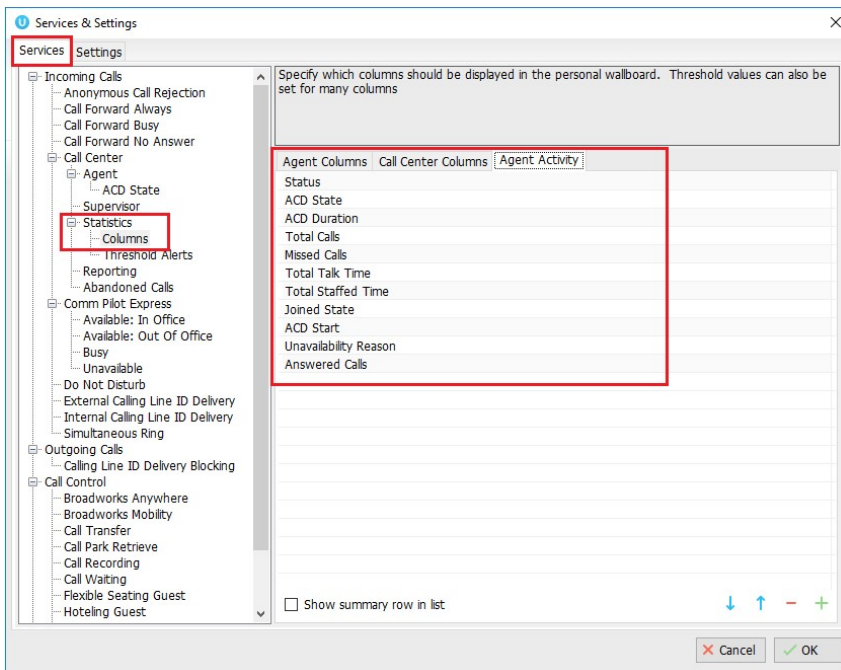 Services & Settings
Services
Settings
Incoming Calls
Anonymous Call Rejection
Call Forward Always
Call Forward Busy
Call Forward No Answer
Call Center
Agent
ACD State
Supervisor
Statistics
Columns
Threshold Alerts
Reporting
Abandoned Calls
Comm Pilot Express
Available: In Office
Available: Out Of Office
Busy
Unavailable
Do Not Disturb
External Calling Line ID Delivery
Internal Calling Line ID Delivery
Simultaneous Ring
Outgoing Calls
Calling Line ID Delivery Blocking
Call Control
Broadworks Anywhere
Broadworks Mobility
Call Transfer
Call Park Retrieve
Call Recording
Call Waiting
Flexible Seating Guest
Hoteling Guest
Specify which columns should be displayed in the personal wallboard. Threshold values can also be
set for many columns
Agent Columns
Call Center Columns
Agent Activity
Status
ACD State
ACD Duration
Total Calls
Missed Calls
Total Talk Time
Total Staffed Time
Joined State
ACD Start
Unavailability Reason
Answered Calls
Show summary row in list
Cancel
OK